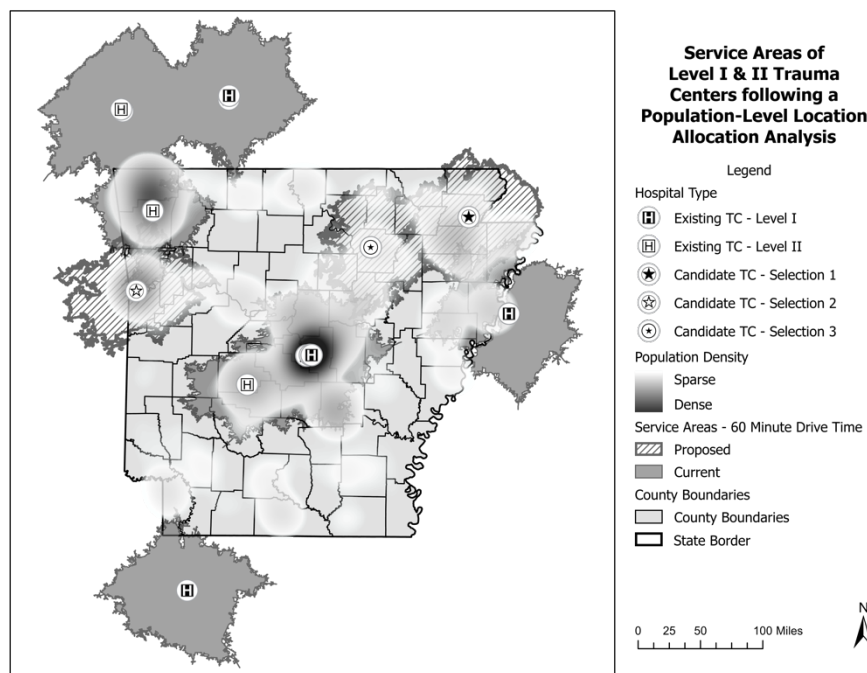 Service Areas of
Level I & II Trauma
Centers following a
Population-Level Location
Allocation Analysis
Legend
Hospital Type
H Existing TC - Level I
H Existing TC - Level II
Candidate TC - Selection 1
Candidate TC - Selection 2
Candidate TC - Selection 3
Population Density
Sparse
Dense
Service Areas - 60 Minute Drive Time
Proposed
Current
County Boundaries
County Boundaries
State Border
N
0 25 50 100 Miles
H
H
H
H
H
H
H